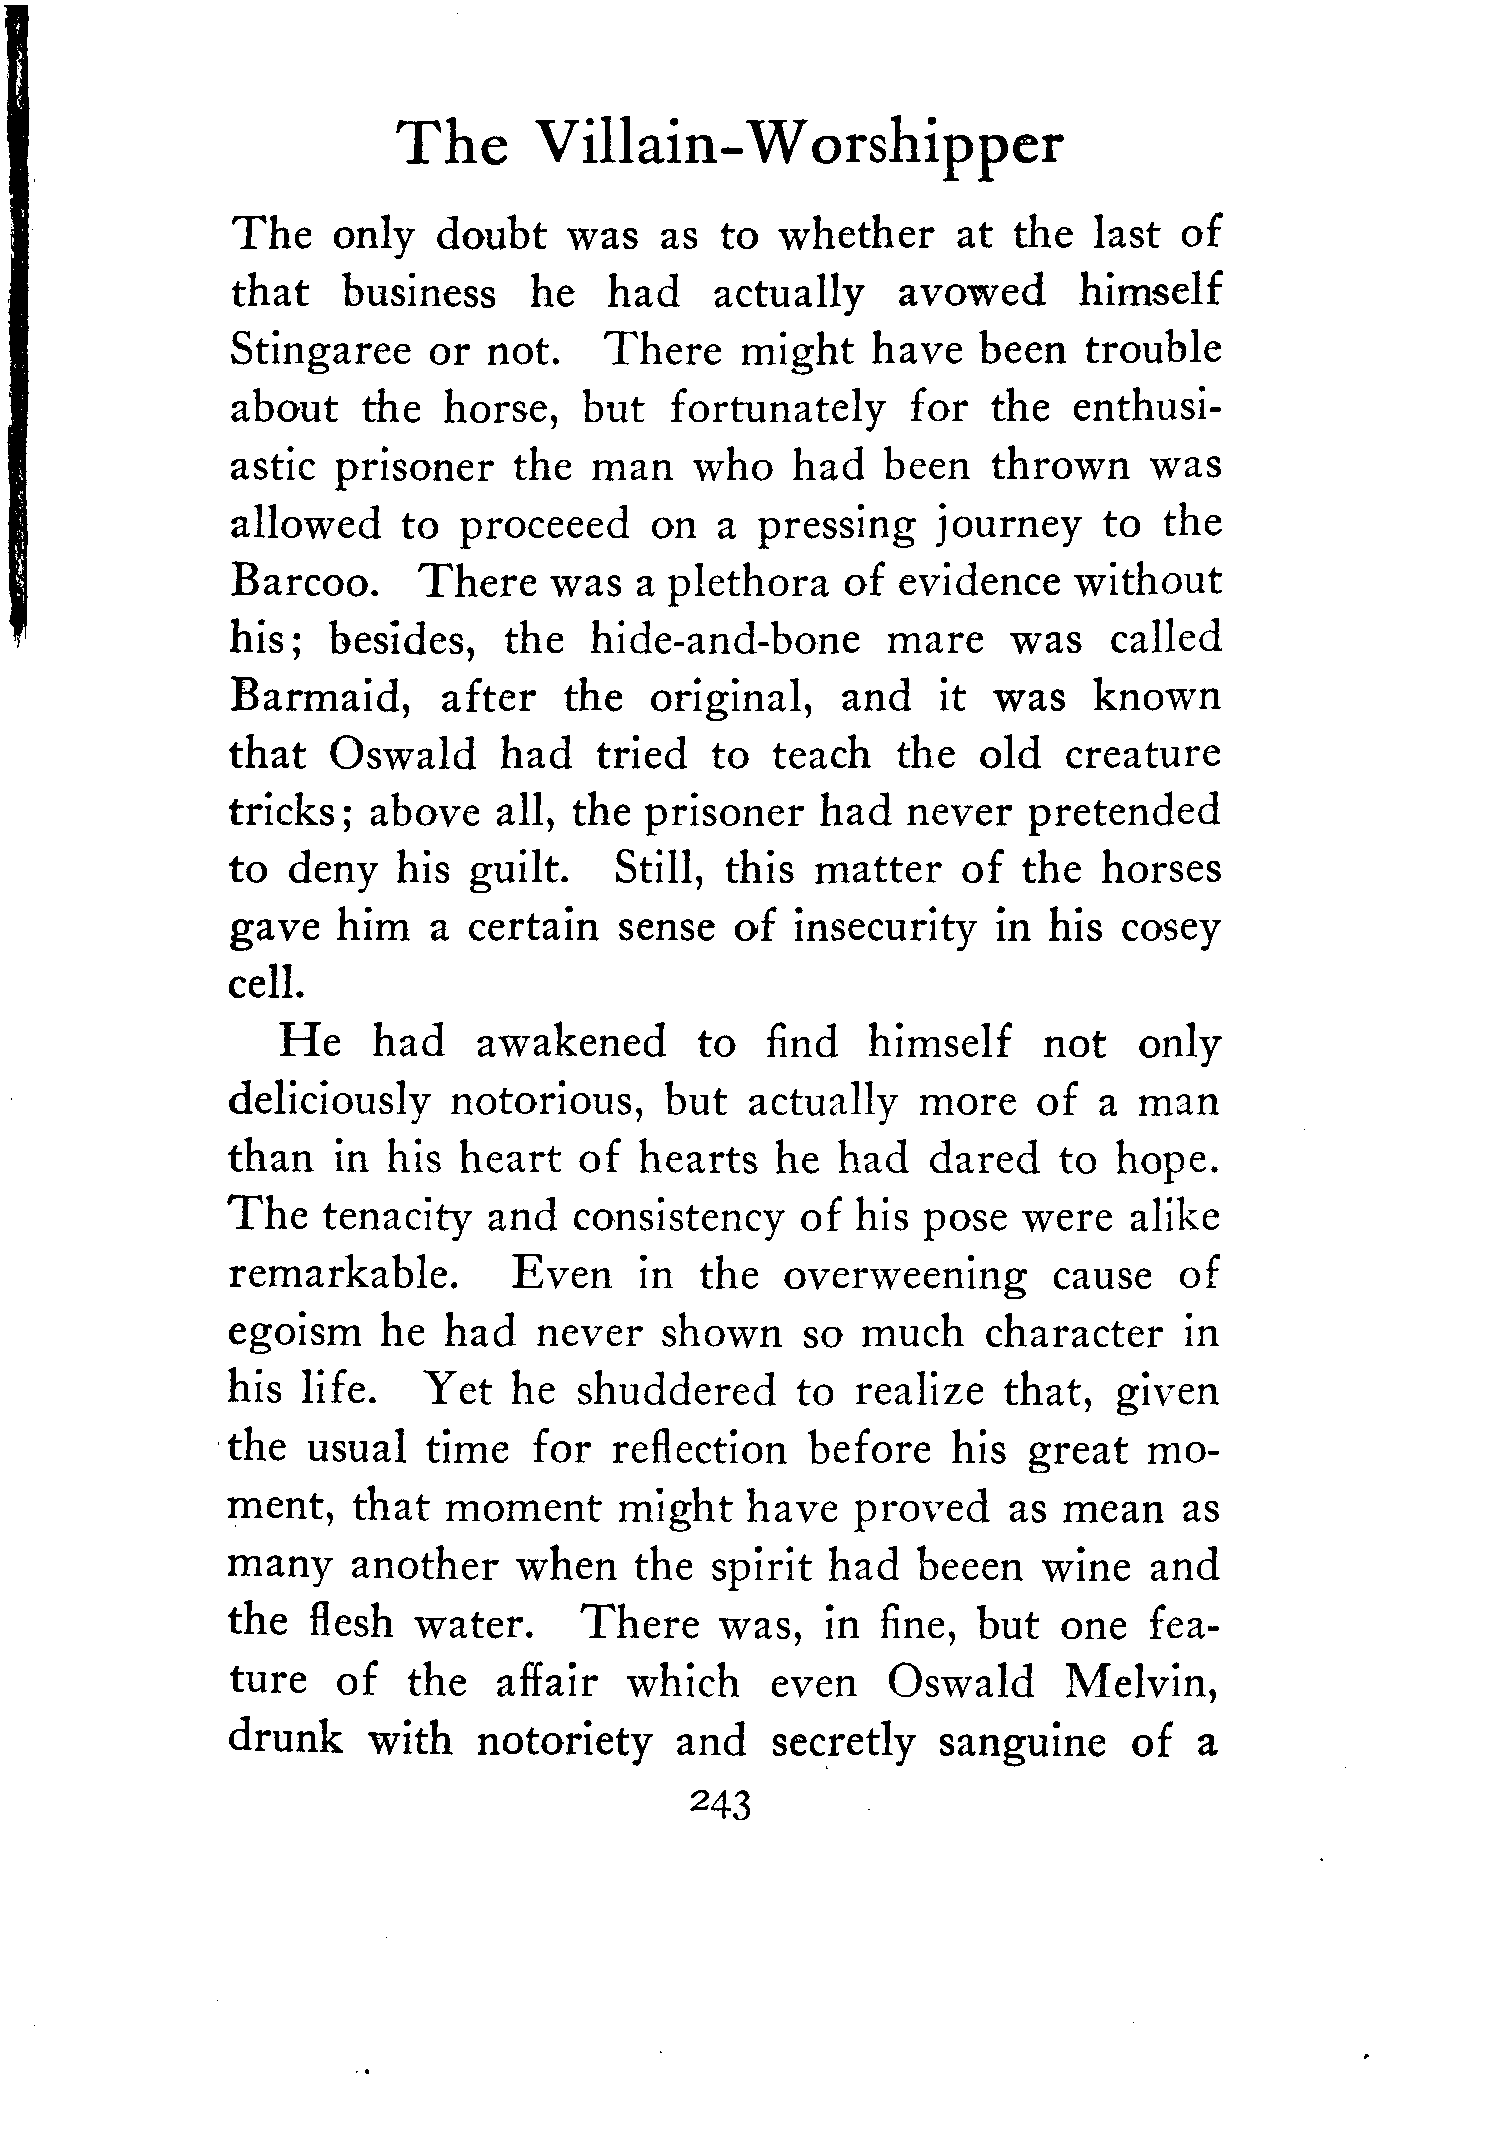 The Villain-Worshipper
The only doubt was as to whether at the last of
that business he had actually avowed himself
Stingaree or not. There might have been trouble
about the horse, but fortunately for the enthusi-
astic prisoner the man who had been thrown was
allowed to proceeed on a pressing journey to the
Barcoo. There was a plethora of evidence without
his; besides, the hide-and-bone mare was called
Barmaid, after the original, and it was known
that Oswald had tried to teach the old creature
tricks; above all, the prisoner had never pretended
to deny his guilt. Still, this matter of the horses
gave him a certain sense of insecurity in his cosey
cell.
He had awakened to find himself not only
deliciously notorious, but actually more of a man
than in his heart of hearts he had dared to hope.
The tenacity and consistency of his pose were alike
remarkable. Even in the overweening cause of
egoism he had never shown so much character in
his life. Yet he shuddered to realize that, given
the usual time for reflection before his great mo-
ment, that moment might have proved as mean as
many another when the spirit had beeen wine and
the flesh water. There was, in fine, but one fea-
ture of the affair which even Oswald Melvin,
drunk with notoriety and secretly sanguine of a
243